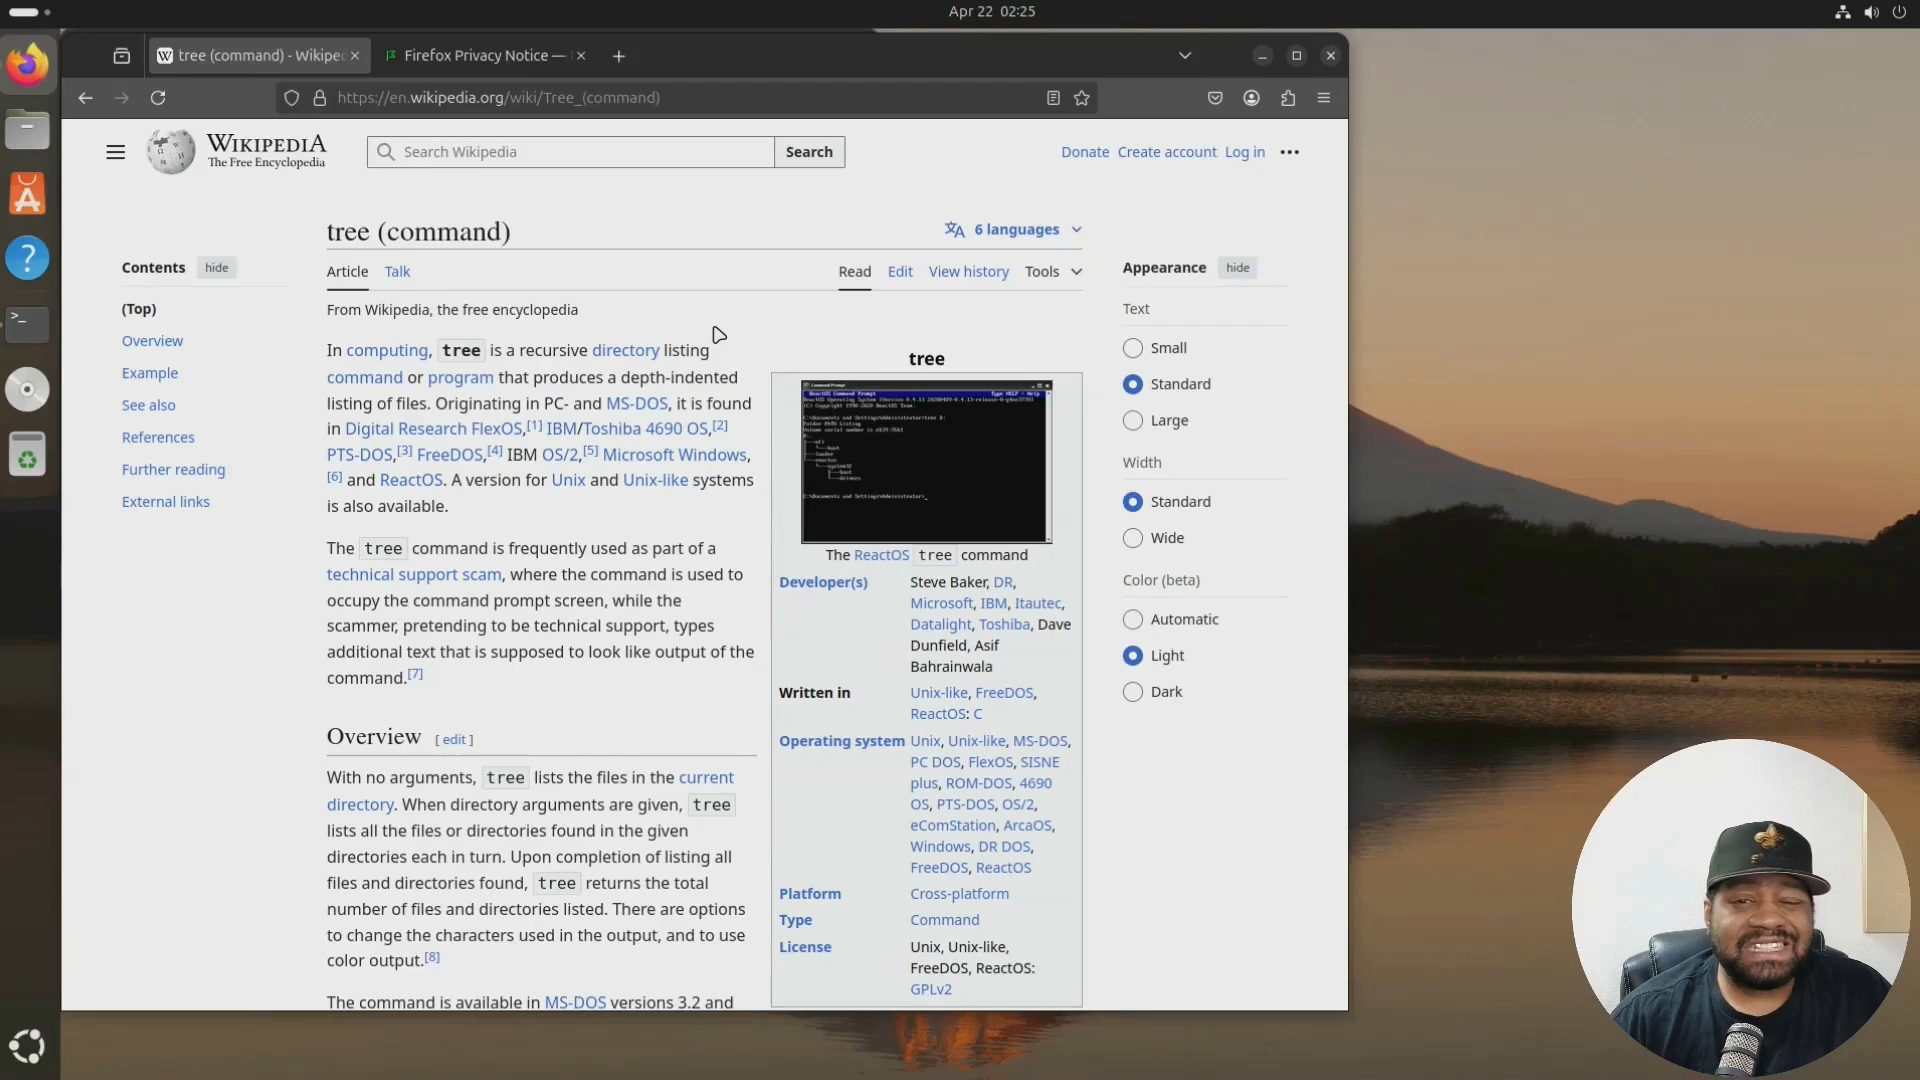 Apr 22 02:25
tree (command) - Wikipe
Firefox Privacy Notice —
https://en.wikipedia.org/wiki/Tree_(command)
WIKIPEDIA
The Free Encyclopedia
Search Wikipedia
Search
Donate Create account Log in
tree (command)
6 languages
Contents hide
(Top)
Overview
Example
See also
References
Further reading
External links
Article Talk
Read Edit View history Tools
From Wikipedia, the free encyclopedia
In computing, tree is a recursive directory listing
command or program that produces a depth-indented
listing of files. Originating in PC- and MS-DOS, it is found
in Digital Research FlexOS,[1] IBM/Toshiba 4690 OS,[2]
PTS-DOS,[3] FreeDOS,[4] IBM OS/2,[5] Microsoft Windows,
[6] and ReactOS. A version for Unix and Unix-like systems
is also available.
The tree command is frequently used as part of a
technical support scam, where the command is used to
occupy the command prompt screen, while the
scammer, pretending to be technical support, types
additional text that is supposed to look like output of the
command.[7]
Overview [ edit ]
With no arguments, tree lists the files in the current
directory. When directory arguments are given, tree
lists all the files or directories found in the given
directories each in turn. Upon completion of listing all
files and directories found, tree returns the total
number of files and directories listed. There are options
to change the characters used in the output, and to use
color output.[8]
The command is available in MS-DOS versions 3.2 and
tree
The ReactOS tree command
Developer(s) Steve Baker, DR,
Microsoft, IBM, Itautec,
Datalight, Toshiba, Dave
Dunfield, Asif
Bahrainwala
Written in Unix-like, FreeDOS,
ReactOS: C
Operating system Unix, Unix-like, MS-DOS,
PC DOS, FlexOS, SISNE
plus, ROM-DOS, 4690
OS, PTS-DOS, OS/2,
eComStation, ArcaOS,
Windows, DR DOS,
FreeDOS, ReactOS
Platform Cross-platform
Type Command
License Unix, Unix-like,
FreeDOS, ReactOS:
GPLv2
Appearance hide
Text
Small
Standard
Large
Width
Standard
Wide
Color (beta)
Automatic
Light
Dark